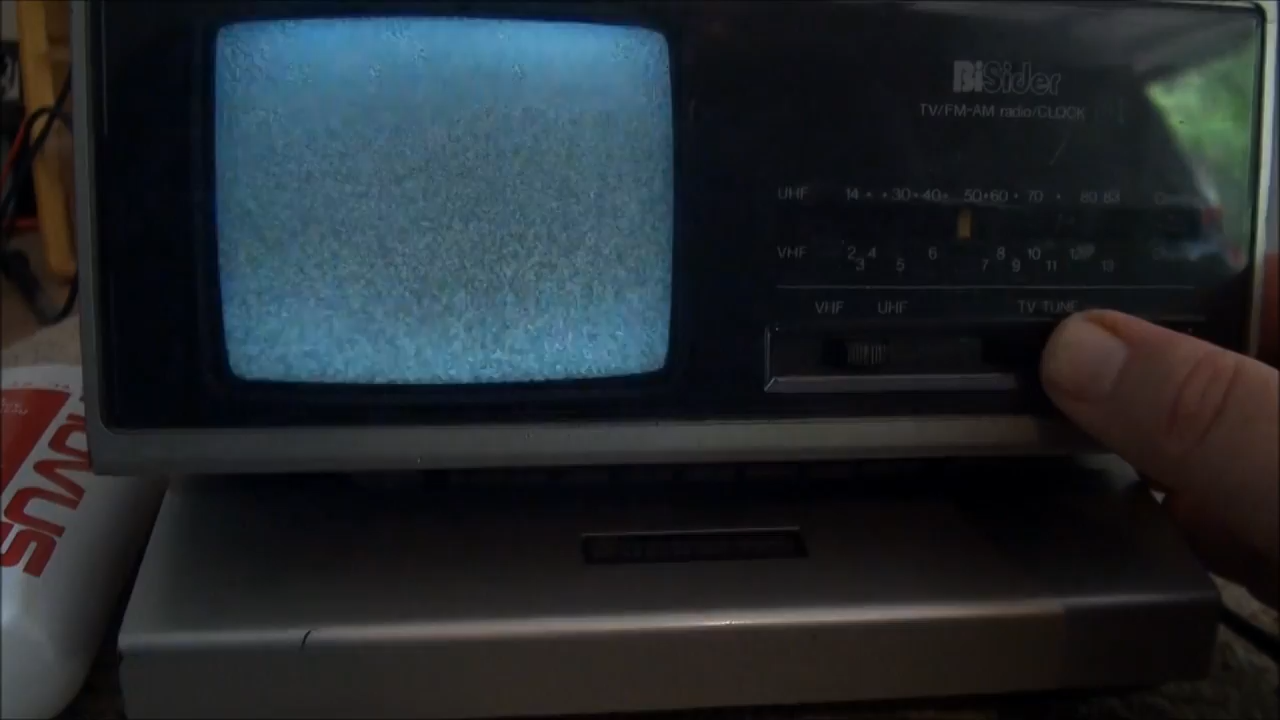 BiSider
TV/FM-AM radio/CLOCK
UHF 14 • • 30 • 40 • 50 • 60 • 70 • 80 83
VHF 2 3 4 5 6 7 8 9 10 11 12 13
VHF UHF TV TUNE
NOVUS